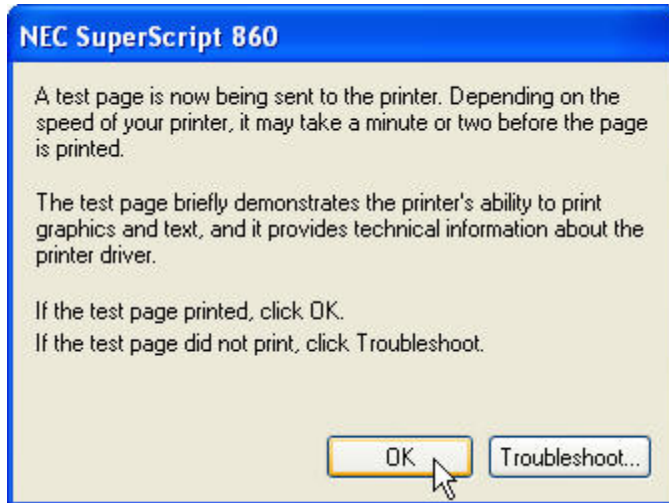 NEC SuperScript 860
A test page is now being sent to the printer. Depending on the
speed of your printer, it may take a minute or two before the page
is printed.
The test page briefly demonstrates the printer's ability to print
graphics and text, and it provides technical information about the
printer driver.
If the test page printed, click OK.
If the test page did not print, click Troubleshoot.
OK
Troubleshoot...